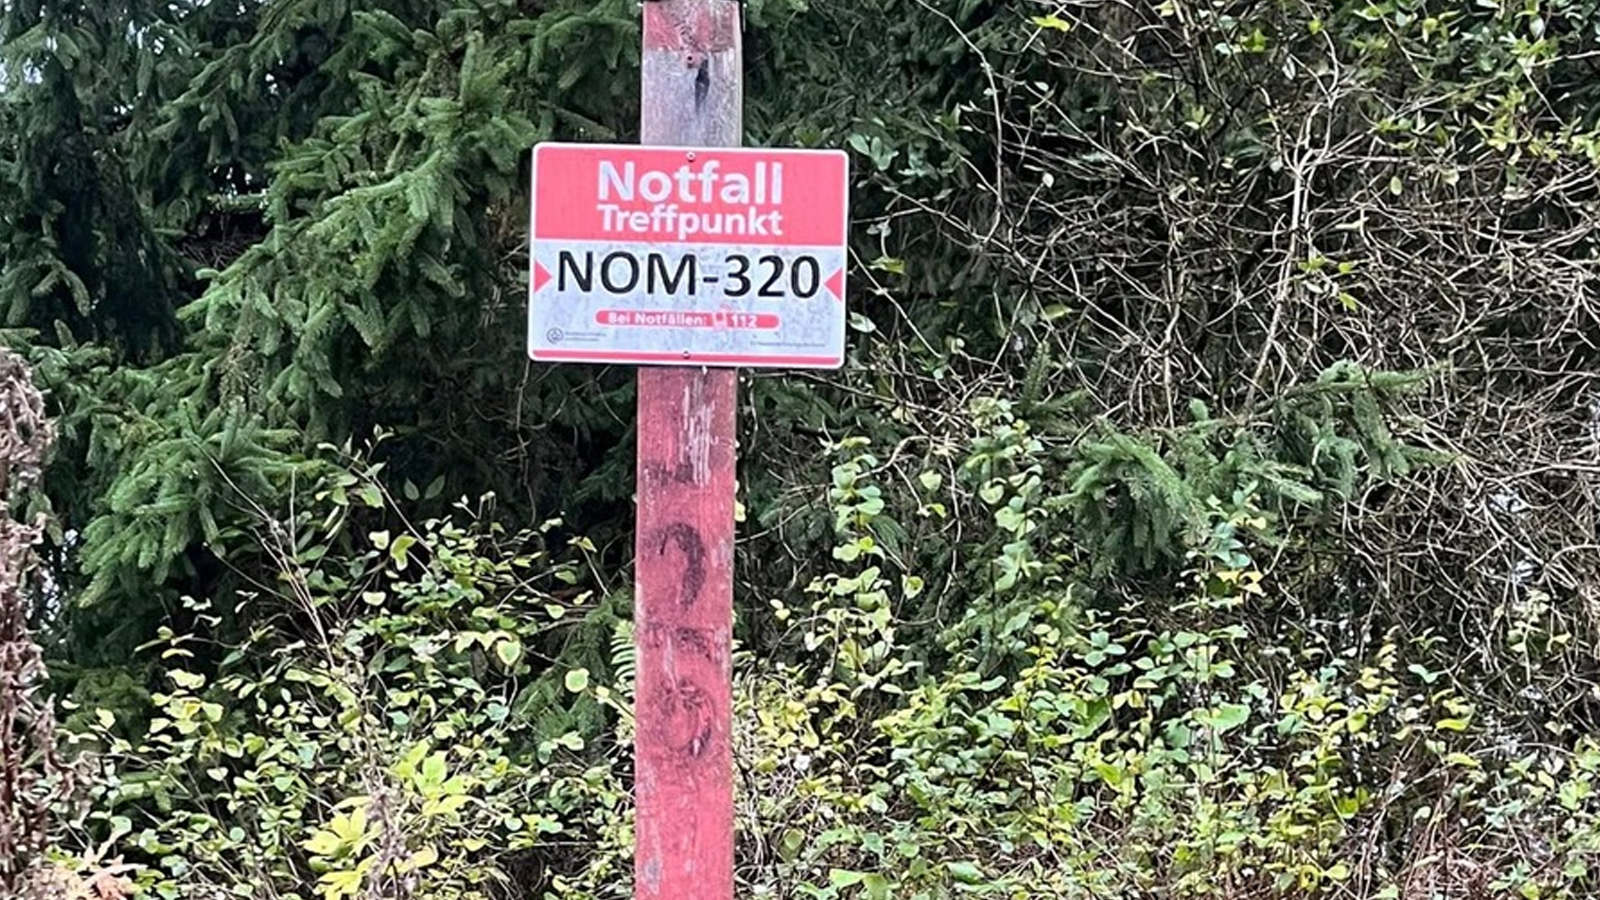 Notfall
Treffpunkt
NOM-320
Bei Notfällen: 112